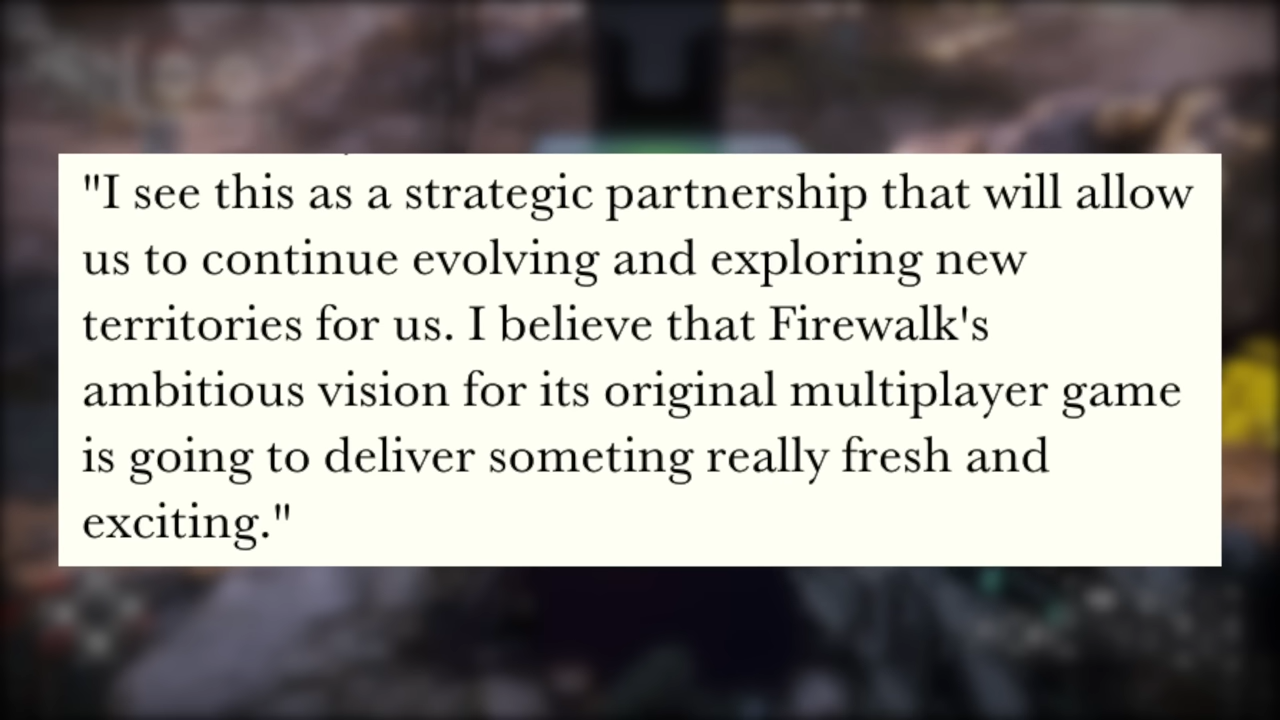 "I see this as a strategic partnership that will allow
us to continue evolving and exploring new
territories for us. I believe that Firewalk's
ambitious vision for its original multiplayer game
is going to deliver someting really fresh and
exciting."